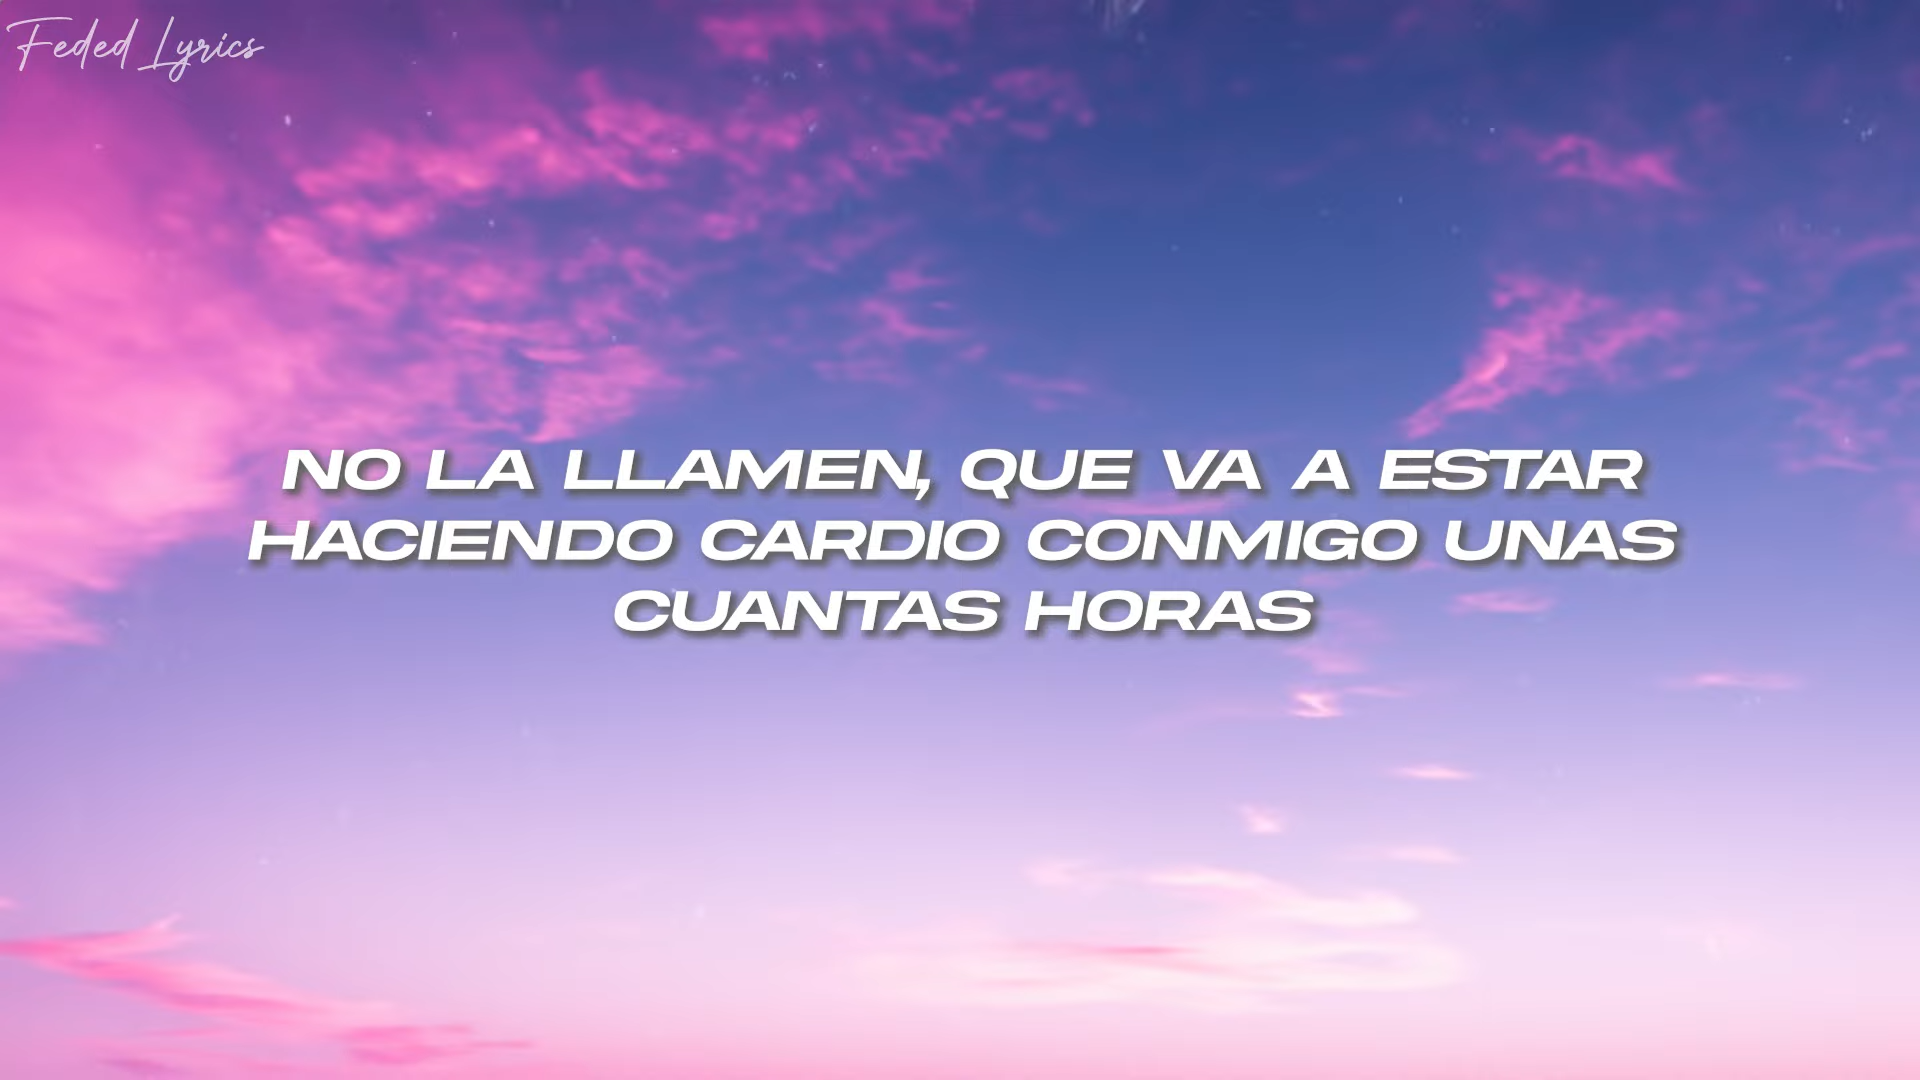 Feded Lyrics
NO LA LLAMEN, QUE VA A ESTAR
HACIENDO CARDIO CONMIGO UNAS
CUANTAS HORAS